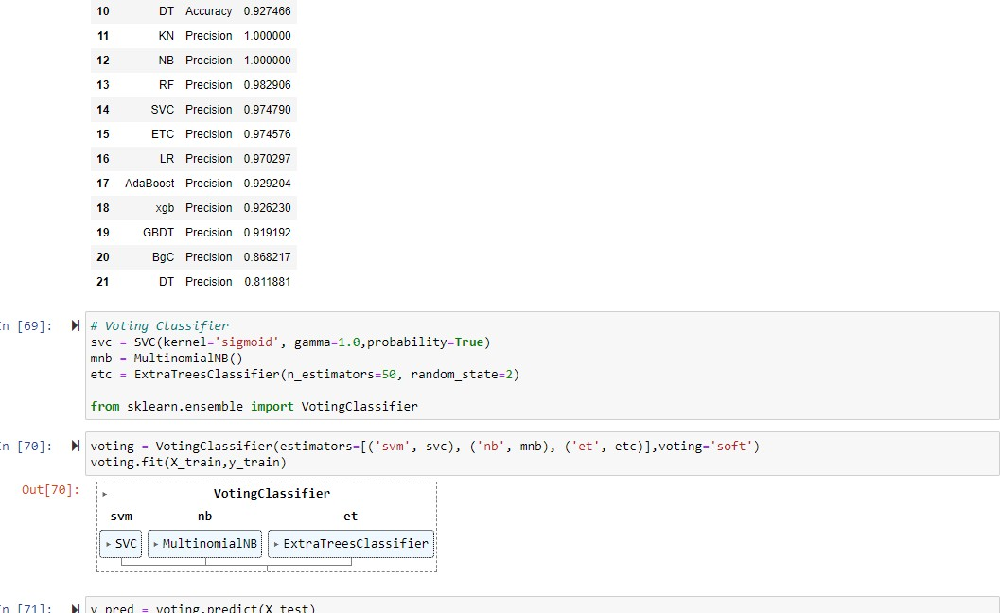 10 DT Accuracy 0.927466
11 KN Precision 1.000000
12 NB Precision 1.000000
13 RF Precision 0.982906
14 SVC Precision 0.974790
15 ETC Precision 0.974576
16 LR Precision 0.970297
17 AdaBoost Precision 0.929204
18 xgb Precision 0.926230
19 GBDT Precision 0.919192
20 BgC Precision 0.868217
21 DT Precision 0.811881
n [69]: # Voting Classifier
svc = SVC(kernel='sigmoid', gamma=1.0,probability=True)
mnb = MultinomialNB()
etc = ExtraTreesClassifier(n_estimators=50, random_state=2)
from sklearn.ensemble import VotingClassifier
n [70]: voting = VotingClassifier(estimators=[('svm', svc), ('nb', mnb), ('et', etc)],voting='soft')
voting.fit(X_train,y_train)
Out[70]: VotingClassifier
svm nb et
SVC MultinomialNB ExtraTreesClassifier
n [71]: y_pred = voting.predict(X_test)